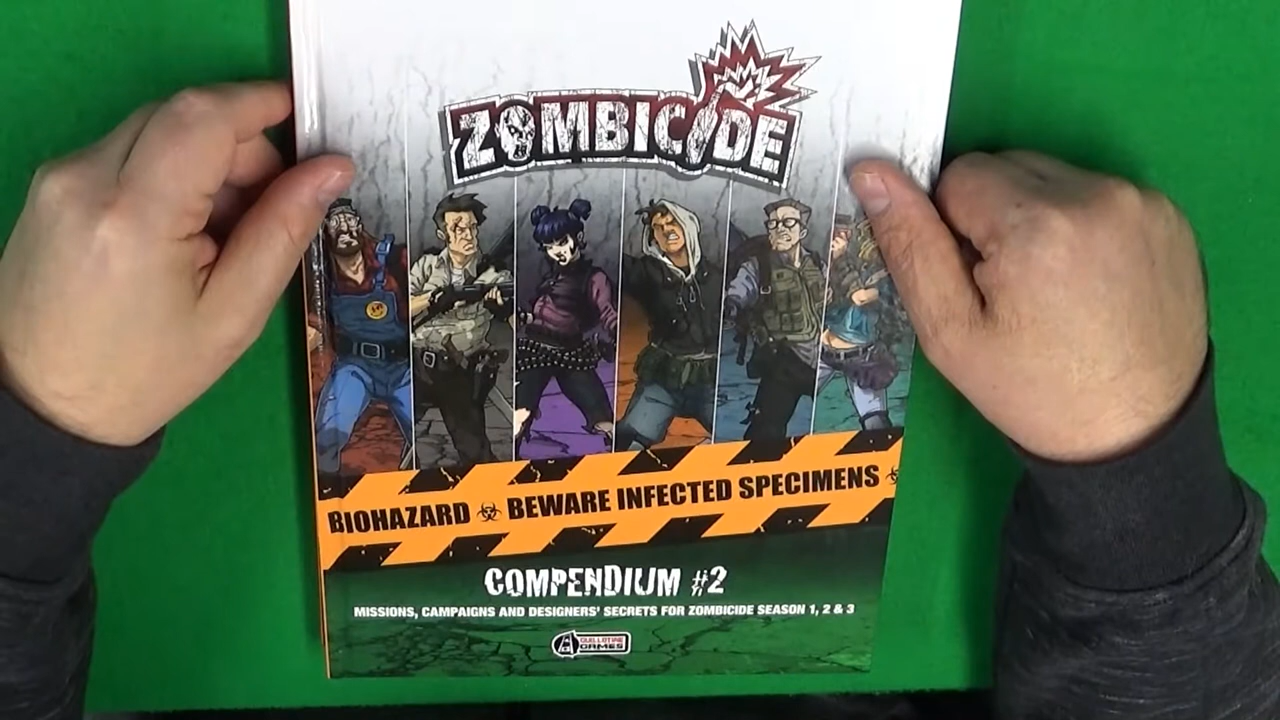 ZOMBICIDE
BIOHAZARD BEWARE INFECTED SPECIMENS
COMPENDIUM #2
MISSIONS, CAMPAIGNS AND DESIGNERS' SECRETS FOR ZOMBICIDE SEASON 1, 2 & 3
GUILLOTINE
GAMES